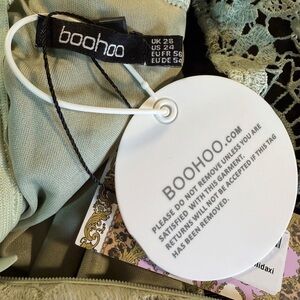 boohoo
UK 28
US 24
EU FR 56
EU DE 54
BOOHOO.COM
PLEASE DO NOT REMOVE UNLESS YOU ARE
SATISFIED WITH THIS GARMENT.
RETURNS WILL NOT BE ACCEPTED IF THIS TAG
HAS BEEN REMOVED.